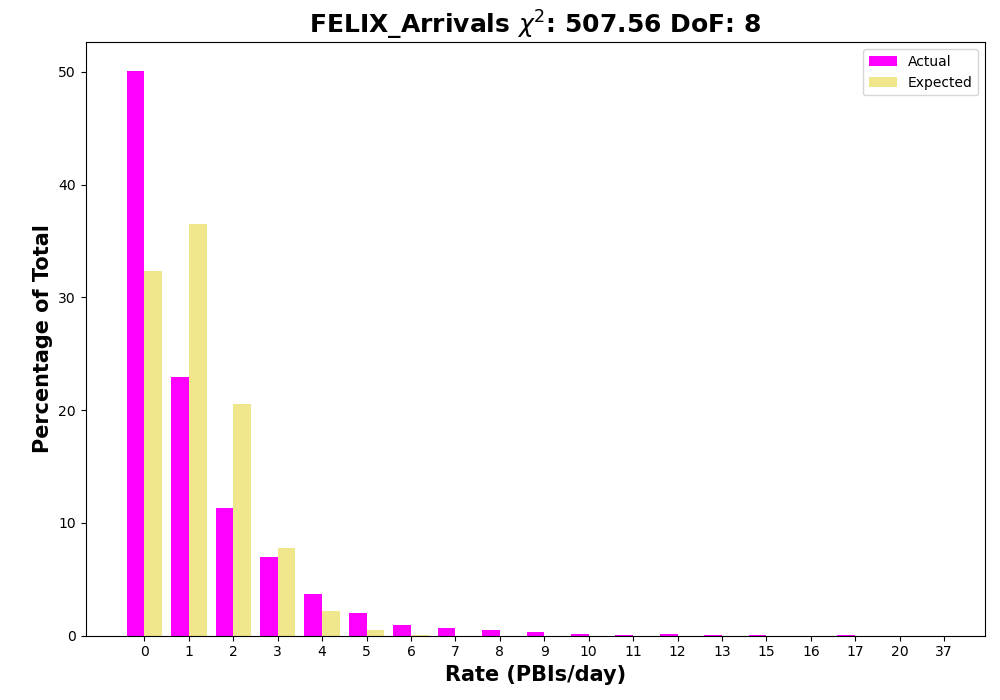 FELIX_Arrivals χ²: 507.56 DoF: 8
Actual
Expected
50
40
30
20
10
0
Percentage of Total
0 1 2 3 4 5 6 7 8 9 10 11 12 13 15 16 17 20 37
Rate (PBIs/day)